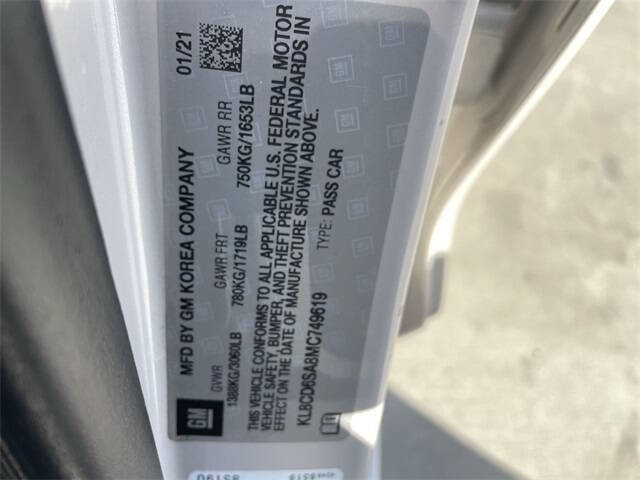 GM
MFD BY GM KOREA COMPANY 01/21
GVWR GAWR FRT GAWR RR
1388KG/3060LB 780KG/1719LB 750KG/1653LB
THIS VEHICLE CONFORMS TO ALL APPLICABLE U.S. FEDERAL MOTOR
VEHICLE SAFETY, BUMPER, AND THEFT PREVENTION STANDARDS IN
EFFECT ON THE DATE OF MANUFACTURE SHOWN ABOVE.
KL8CD6SA8MC749619 TYPE: PASS CAR